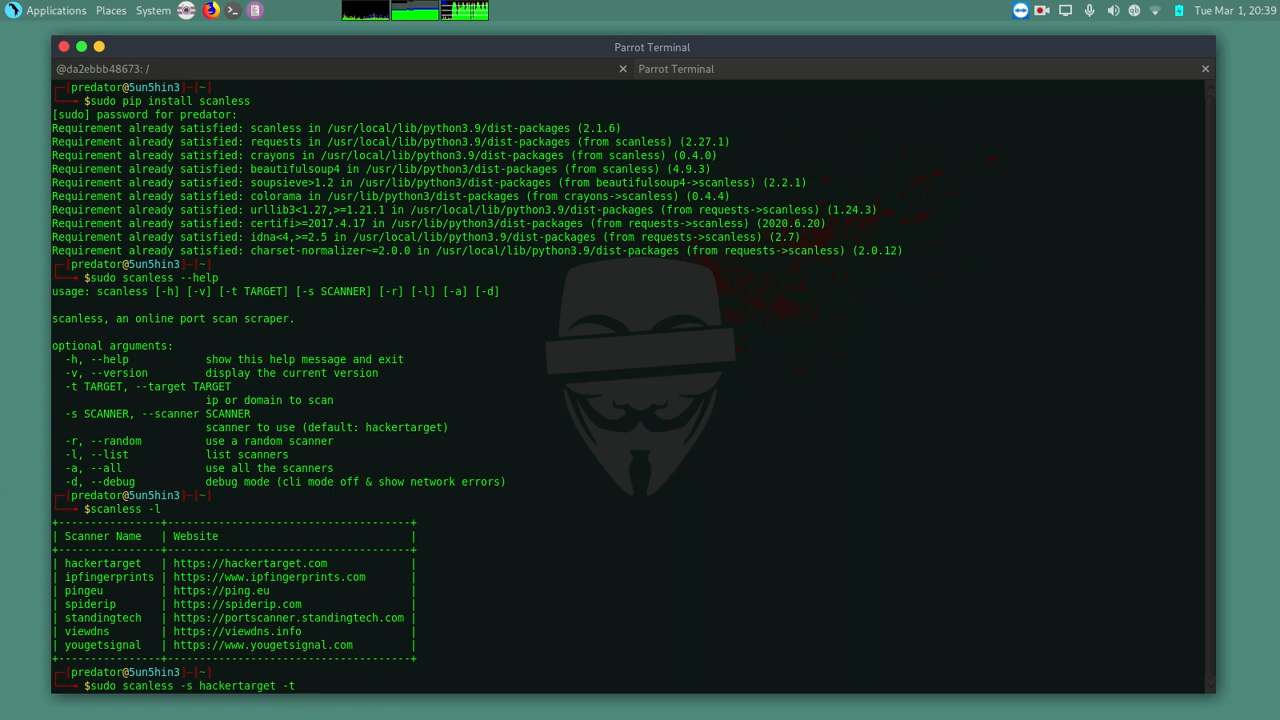 Applications Places System Tue Mar 1, 20:39
Parrot Terminal
@da2ebbb48673: / × Parrot Terminal ×
┌─[predator@5un5hin3]─[~]
└──╼ $sudo pip install scanless
[sudo] password for predator:
Requirement already satisfied: scanless in /usr/local/lib/python3.9/dist-packages (2.1.6)
Requirement already satisfied: requests in /usr/local/lib/python3.9/dist-packages (from scanless) (2.27.1)
Requirement already satisfied: crayons in /usr/local/lib/python3.9/dist-packages (from scanless) (0.4.0)
Requirement already satisfied: beautifulsoup4 in /usr/lib/python3/dist-packages (from scanless) (4.9.3)
Requirement already satisfied: soupsieve>1.2 in /usr/lib/python3/dist-packages (from beautifulsoup4->scanless) (2.2.1)
Requirement already satisfied: colorama in /usr/lib/python3/dist-packages (from crayons->scanless) (0.4.4)
Requirement already satisfied: urllib3<1.27,>=1.21.1 in /usr/local/lib/python3.9/dist-packages (from requests->scanless) (1.24.3)
Requirement already satisfied: certifi>=2017.4.17 in /usr/lib/python3/dist-packages (from requests->scanless) (2020.6.20)
Requirement already satisfied: idna<4,>=2.5 in /usr/local/lib/python3.9/dist-packages (from requests->scanless) (2.7)
Requirement already satisfied: charset-normalizer~=2.0.0 in /usr/local/lib/python3.9/dist-packages (from requests->scanless) (2.0.12)
┌─[predator@5un5hin3]─[~]
└──╼ $sudo scanless --help
usage: scanless [-h] [-v] [-t TARGET] [-s SCANNER] [-r] [-l] [-a] [-d]
scanless, an online port scan scraper.
optional arguments:
-h, --help show this help message and exit
-v, --version display the current version
-t TARGET, --target TARGET
ip or domain to scan
-s SCANNER, --scanner SCANNER
scanner to use (default: hackertarget)
-r, --random use a random scanner
-l, --list list scanners
-a, --all use all the scanners
-d, --debug debug mode (cli mode off & show network errors)
┌─[predator@5un5hin3]─[~]
└──╼ $scanless -l
+----------------+--------------------------------------+
| Scanner Name | Website |
+----------------+--------------------------------------+
| hackertarget | https://hackertarget.com |
| ipfingerprints | https://www.ipfingerprints.com |
| pingeu | https://ping.eu |
| spiderip | https://spiderip.com |
| standingtech | https://portscanner.standingtech.com |
| viewdns | https://viewdns.info |
| yougetsignal | https://www.yougetsignal.com |
+----------------+--------------------------------------+
┌─[predator@5un5hin3]─[~]
└──╼ $sudo scanless -s hackertarget -t